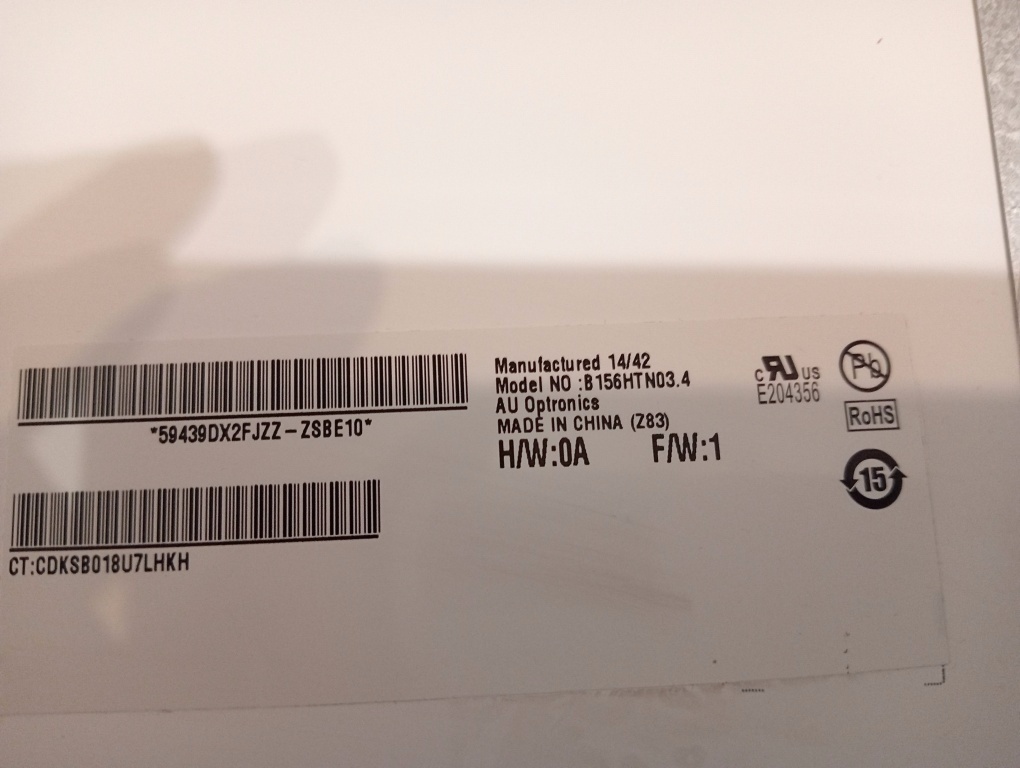 *59439DX2FJZZ-ZSBE10*
CT:CDKSB018U7LHKH
Manufactured 14/42
Model NO :B156HTN03.4
AU Optronics
MADE IN CHINA (Z83)
H/W:0A F/W:1
c RU US
E204356
Pb
RoHS
15